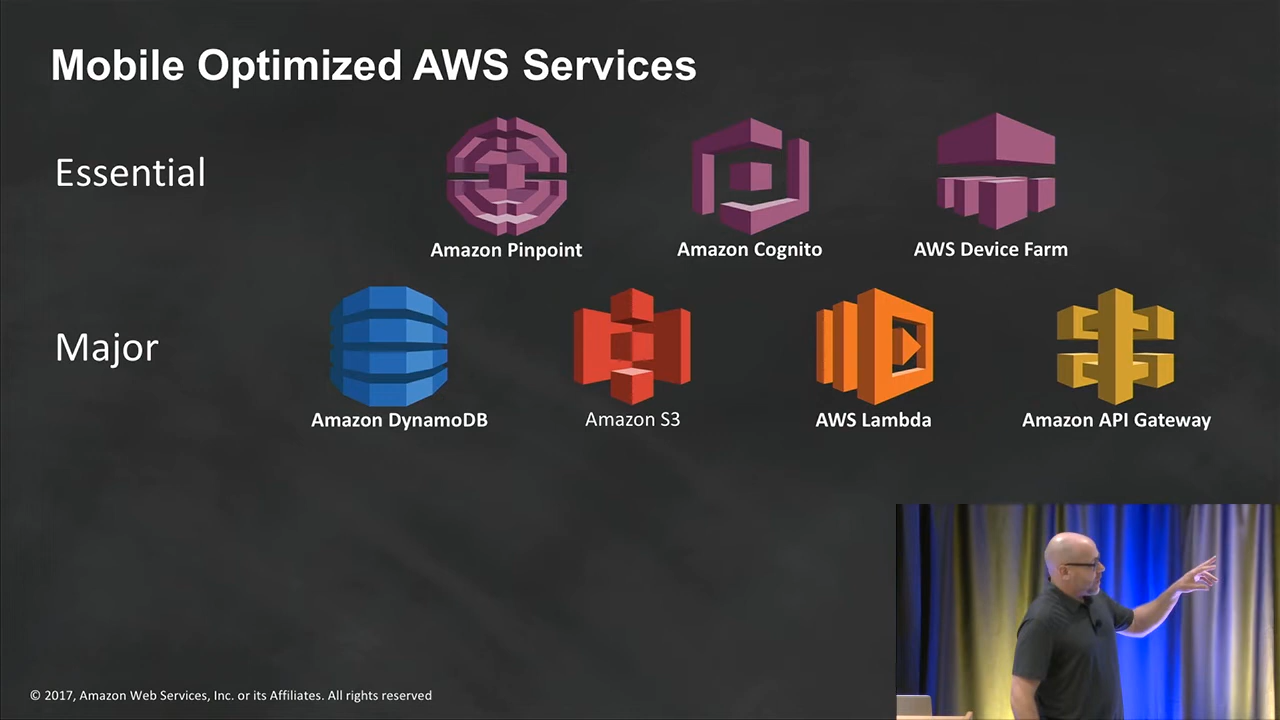 Mobile Optimized AWS Services
Essential
Amazon Pinpoint
Amazon Cognito
AWS Device Farm
Major
Amazon DynamoDB
Amazon S3
AWS Lambda
Amazon API Gateway
© 2017, Amazon Web Services, Inc. or its Affiliates. All rights reserved